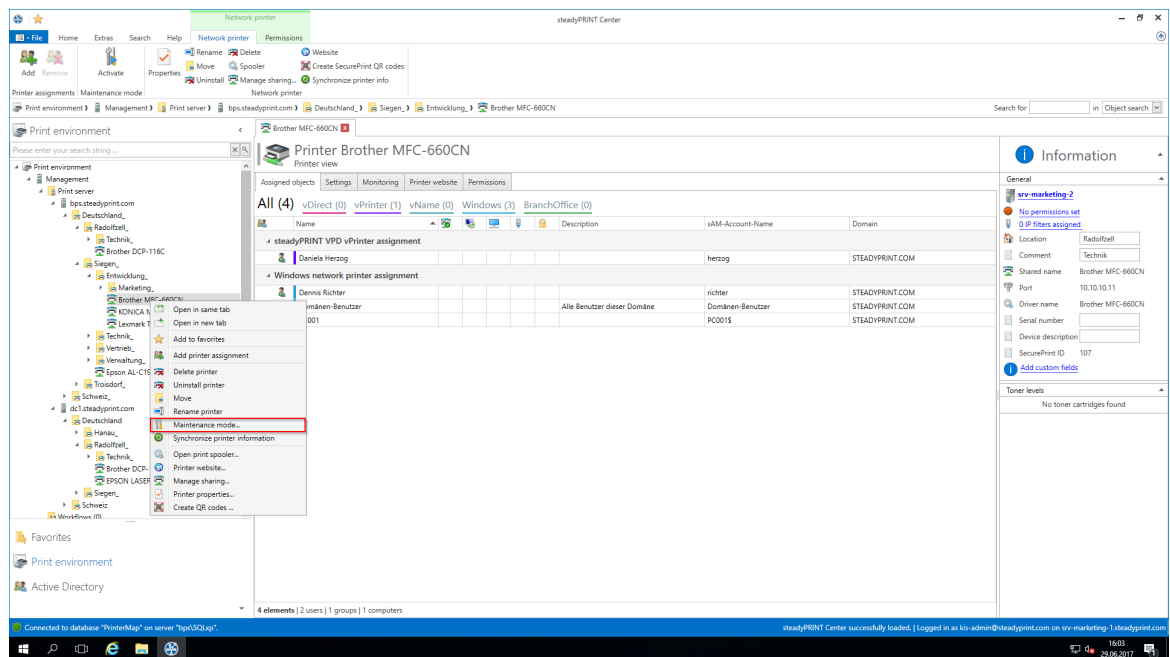 Network printer
steadyPRINT Center
File Home Extras Search Help Network printer Permissions
Add Remove Activate Properties
Rename Delete Website
Move Spooler Create SecurePrint QR codes
Uninstall Manage sharing... Synchronize printer info
Printer assignments Maintenance mode Network printer
Print environment Management Print server bps.steadyprint.com Deutschland_ Siegen_ Entwicklung_ Brother MFC-660CN
Search for in Object search
Print environment
Please enter your search string ...
Print environment
Management
Print server
bps.steadyprint.com
Deutschland_
Radolfzell_
Technik_
Brother DCP-116C
Siegen_
Entwicklung_
Marketing_
Brother MFC-660CN
KONICA
Lexmark
Technik_
Vertrieb_
Verwaltung_
Epson AL-C19
Troisdorf_
Schweiz_
dc1.steadyprint.com
Deutschland
Hanau_
Radolfzell_
Technik_
Brother DCP-
EPSON LASER
Siegen_
Schweiz
Workflows (0)
Open in same tab
Open in new tab
Add to favorites
Add printer assignment
Delete printer
Uninstall printer
Move
Rename printer
Maintenance mode...
Synchronize printer information
Open print spooler...
Printer website...
Manage sharing...
Printer properties...
Create QR codes ...
Favorites
Print environment
Active Directory
Brother MFC-660CN
Printer Brother MFC-660CN
Printer view
Assigned objects Settings Monitoring Printer website Permissions
All (4) vDirect (0) vPrinter (1) vName (0) Windows (3) BranchOffice (0)
Name Description sAM-Account-Name Domain
steadyPRINT VPD vPrinter assignment
Daniela Herzog herzog STEADYPRINT.COM
Windows network printer assignment
Dennis Richter richter STEADYPRINT.COM
omänen-Benutzer Alle Benutzer dieser Domäne Domänen-Benutzer STEADYPRINT.COM
001 PC001$ STEADYPRINT.COM
4 elements | 2 users | 1 groups | 1 computers
Information
General
srv-marketing-2
No permissions set
0 IP filters assigned
Location Radolfzell
Comment Technik
Shared name Brother MFC-660CN
Port 10.10.10.11
Driver name Brother MFC-660CN
Serial number
Device description
SecurePrint ID 107
Add custom fields
Toner levels
No toner cartridges found
Connected to database "PrinterMap" on server "bps\SQLxp".
steadyPRINT Center successfully loaded. | Logged in as kis-admin@steadyprint.com on srv-marketing-1.steadyprint.com
16:03
29.06.2017